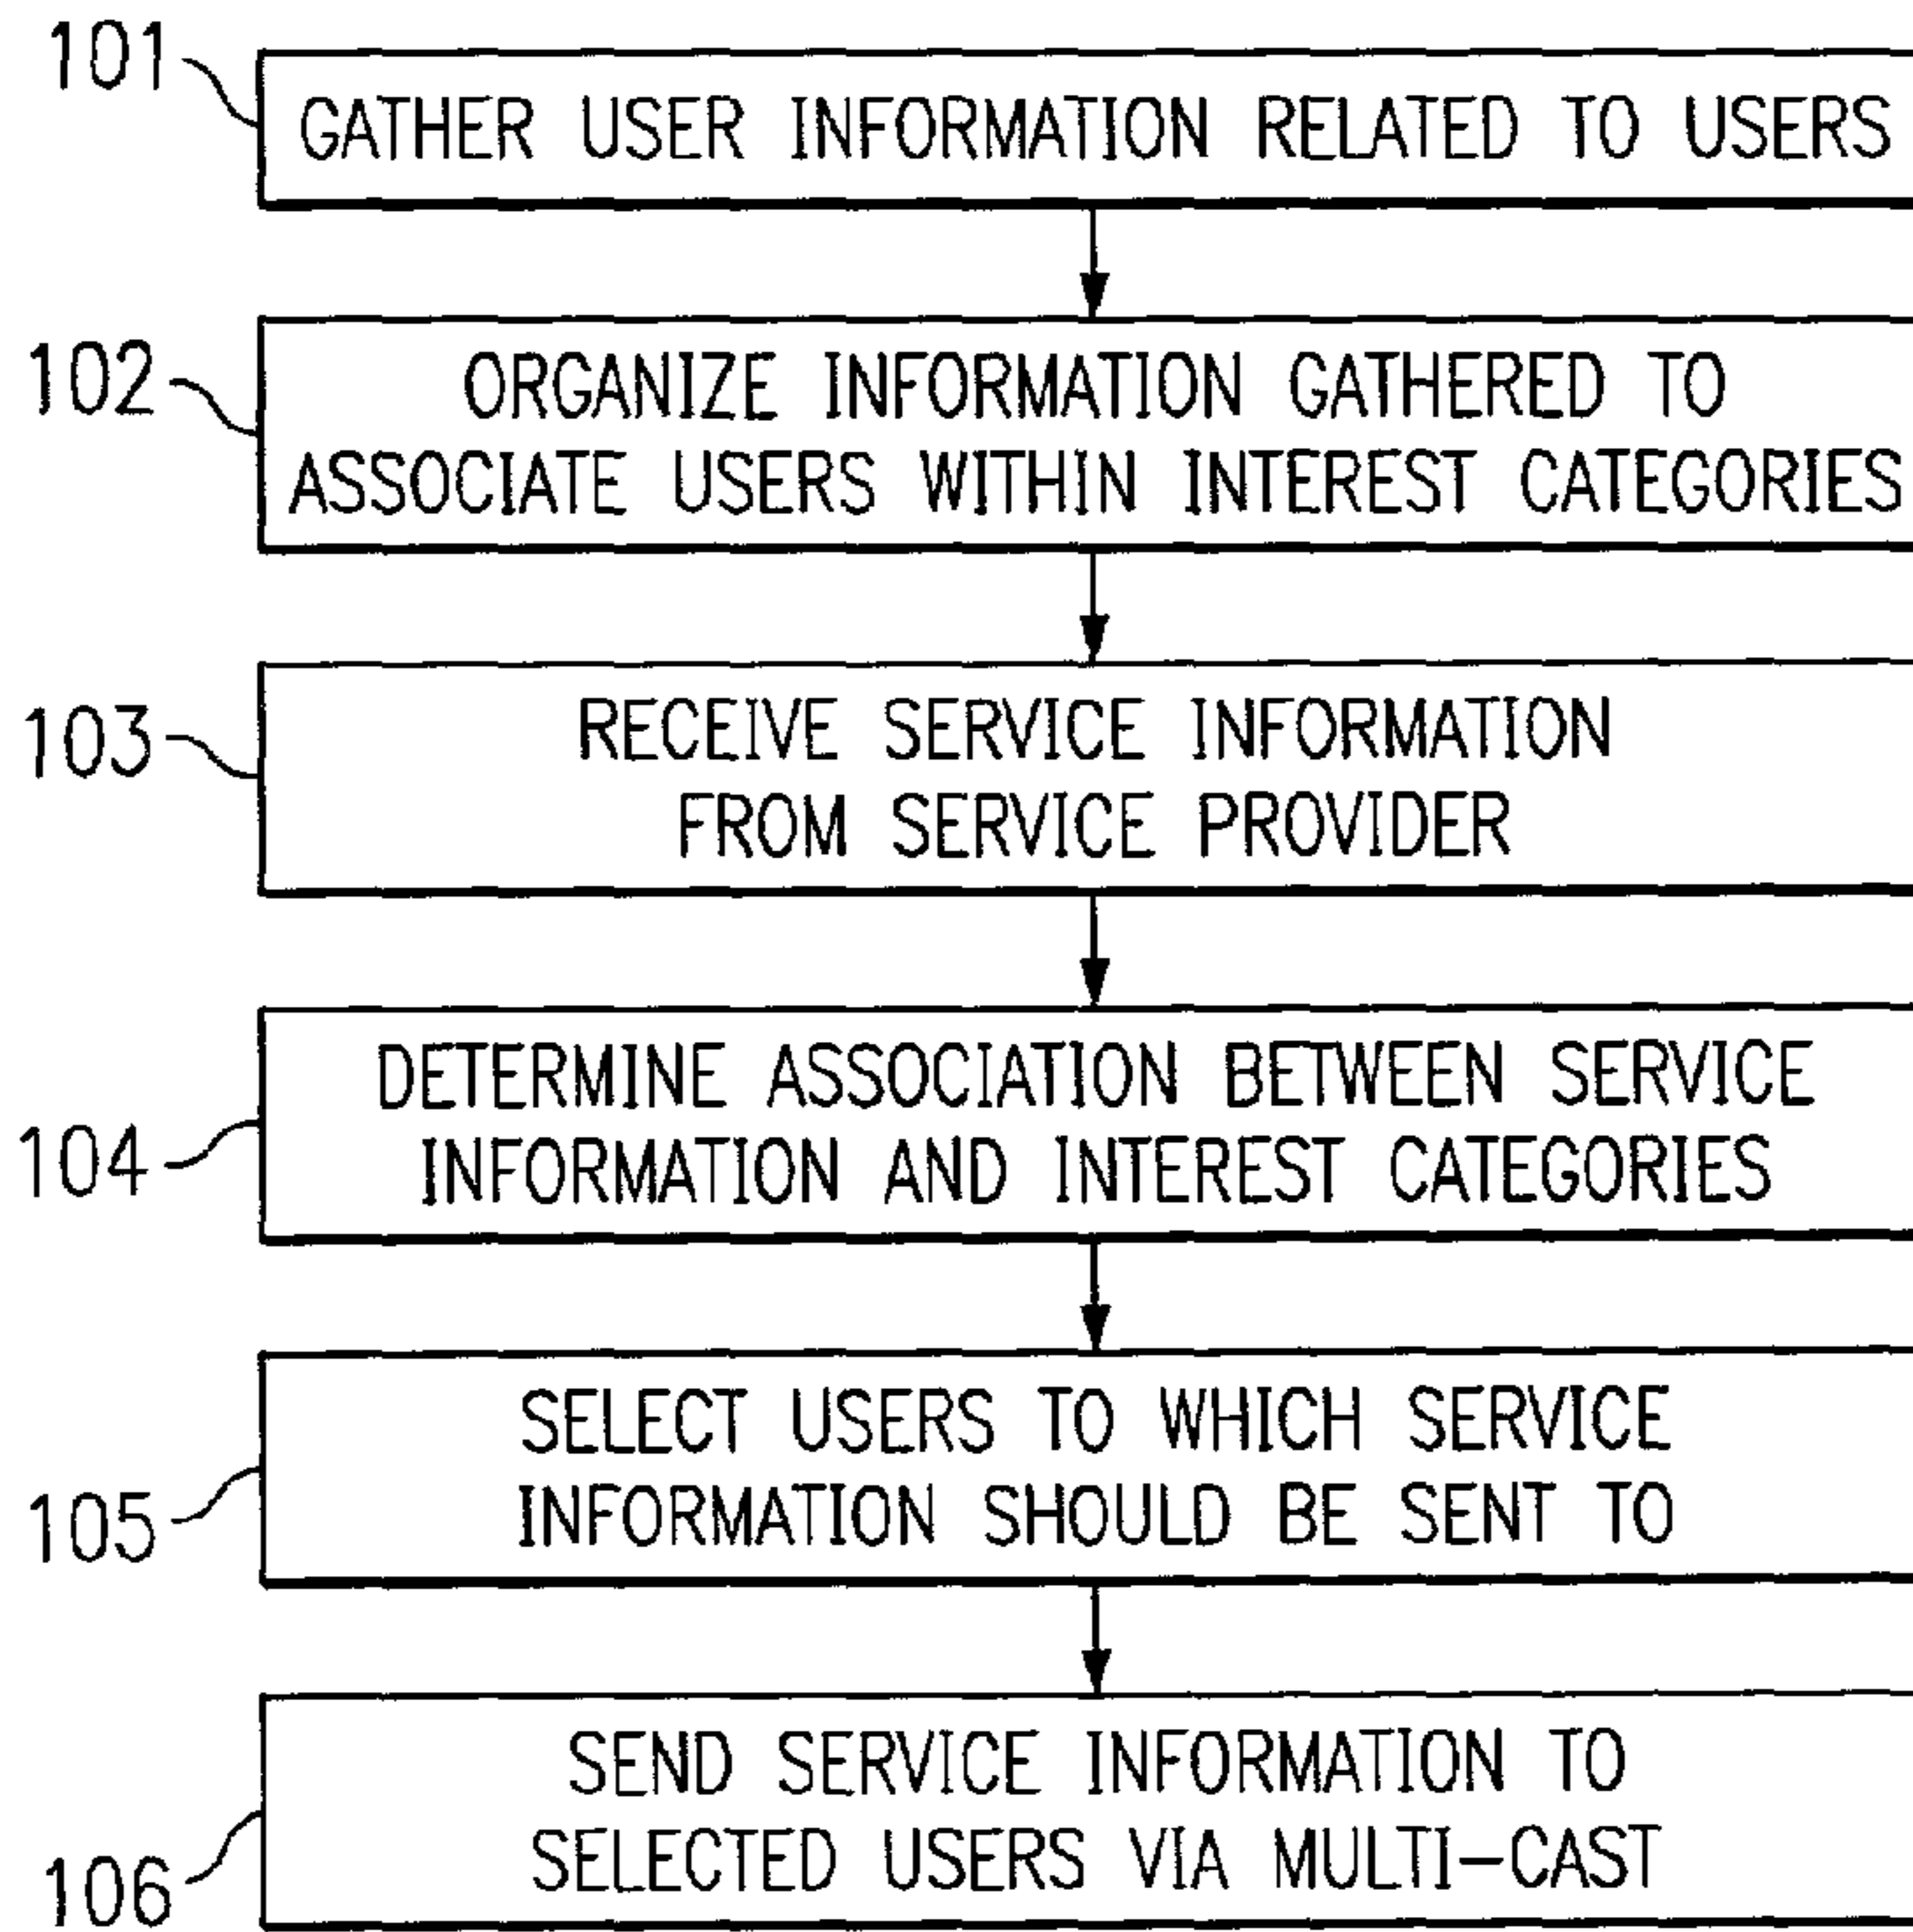 101
GATHER USER INFORMATION RELATED TO USERS
102
ORGANIZE INFORMATION GATHERED TO
ASSOCIATE USERS WITHIN INTEREST CATEGORIES
103
RECEIVE SERVICE INFORMATION
FROM SERVICE PROVIDER
104
DETERMINE ASSOCIATION BETWEEN SERVICE
INFORMATION AND INTEREST CATEGORIES
105
SELECT USERS TO WHICH SERVICE
INFORMATION SHOULD BE SENT TO
106
SEND SERVICE INFORMATION TO
SELECTED USERS VIA MULTI-CAST